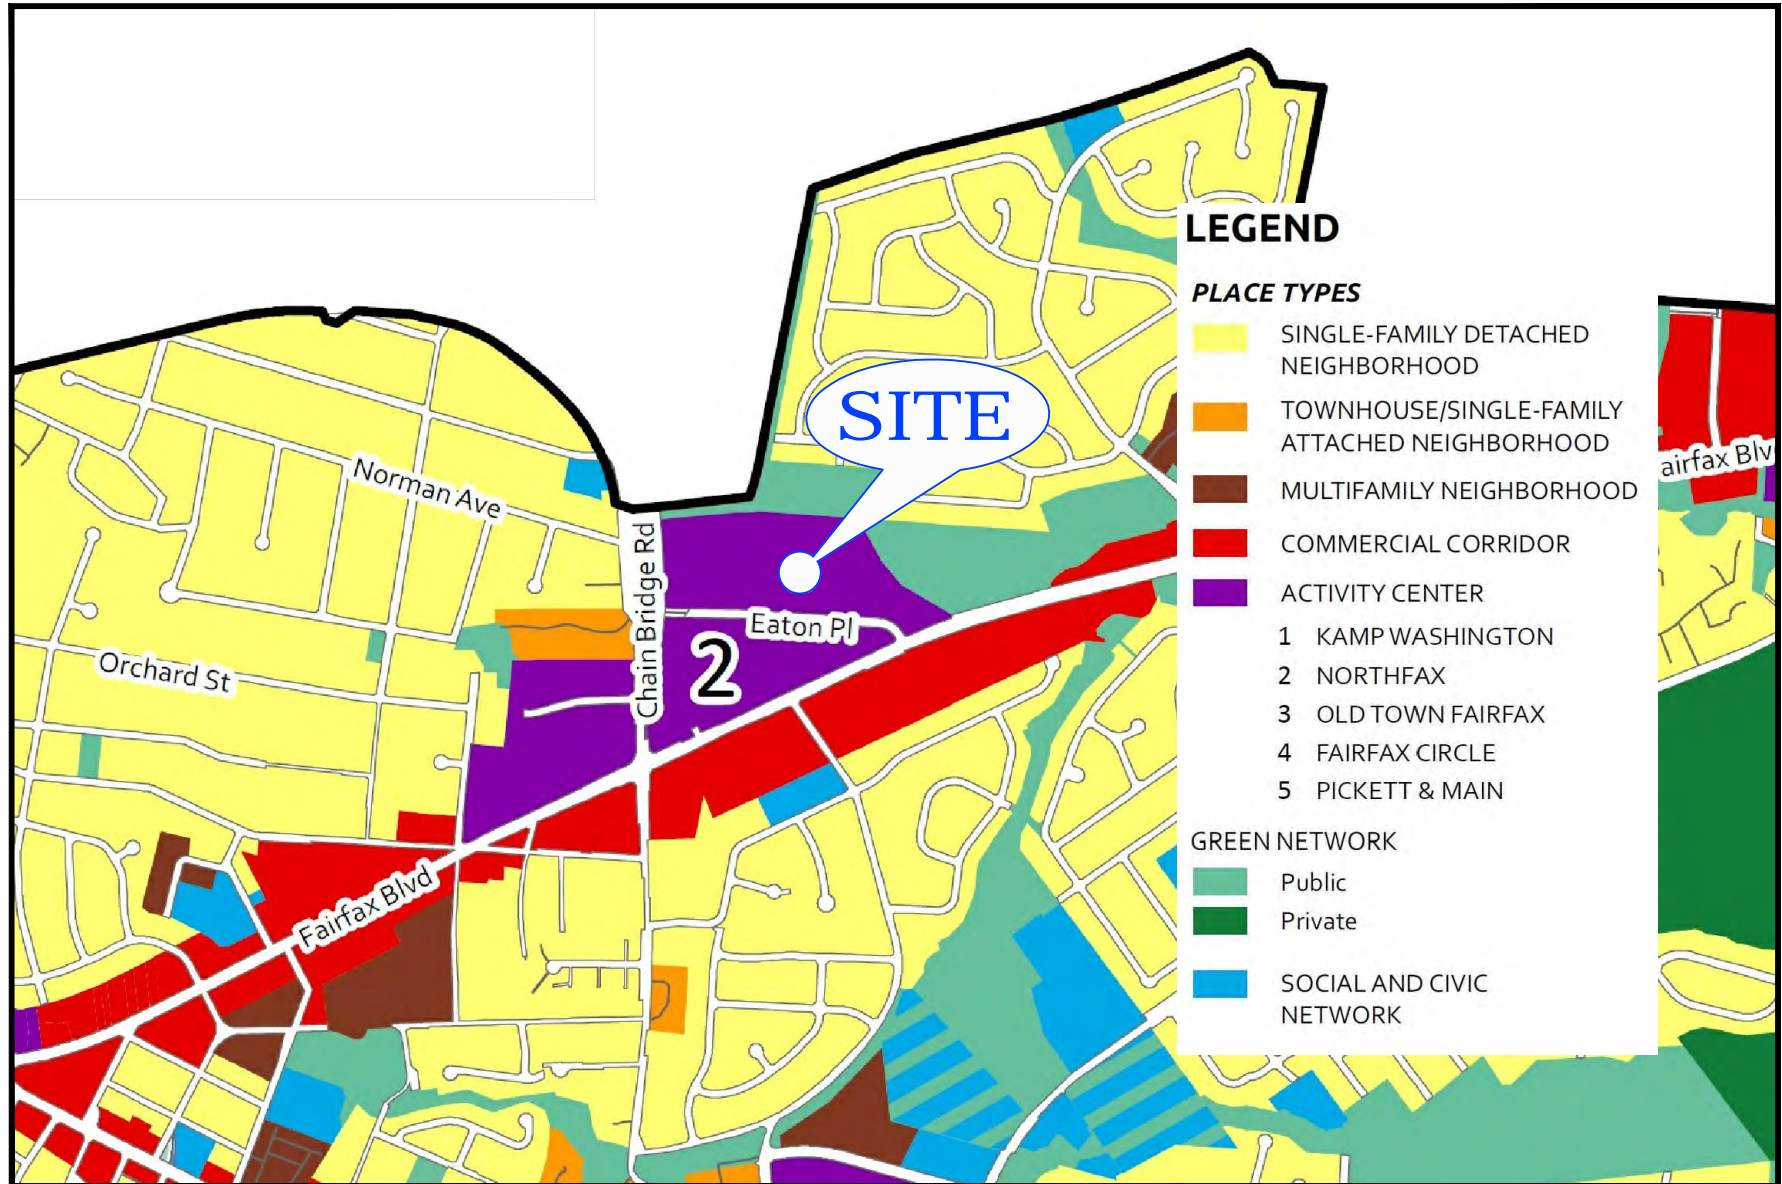 LEGEND
PLACE TYPES
SINGLE-FAMILY DETACHED
NEIGHBORHOOD
TOWNHOUSE/SINGLE-FAMILY
ATTACHED NEIGHBORHOOD
MULTIFAMILY NEIGHBORHOOD
COMMERCIAL CORRIDOR
ACTIVITY CENTER
1 KAMP WASHINGTON
2 NORTHFAX
3 OLD TOWN FAIRFAX
4 FAIRFAX CIRCLE
5 PICKETT & MAIN
GREEN NETWORK
Public
Private
SOCIAL AND CIVIC
NETWORK
SITE
airfax Blv
Norman Ave
Chain Bridge Rd
Eaton Pl
2
Orchard St
Fairfax Blvd